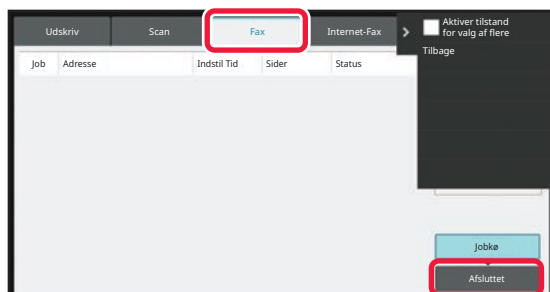 Udskriv Scan Fax Internet-Fax
Aktiver tilstand
for valg af flere
Tilbage
Job Adresse Indstil Tid Sider Status
Jobkø
Afsluttet